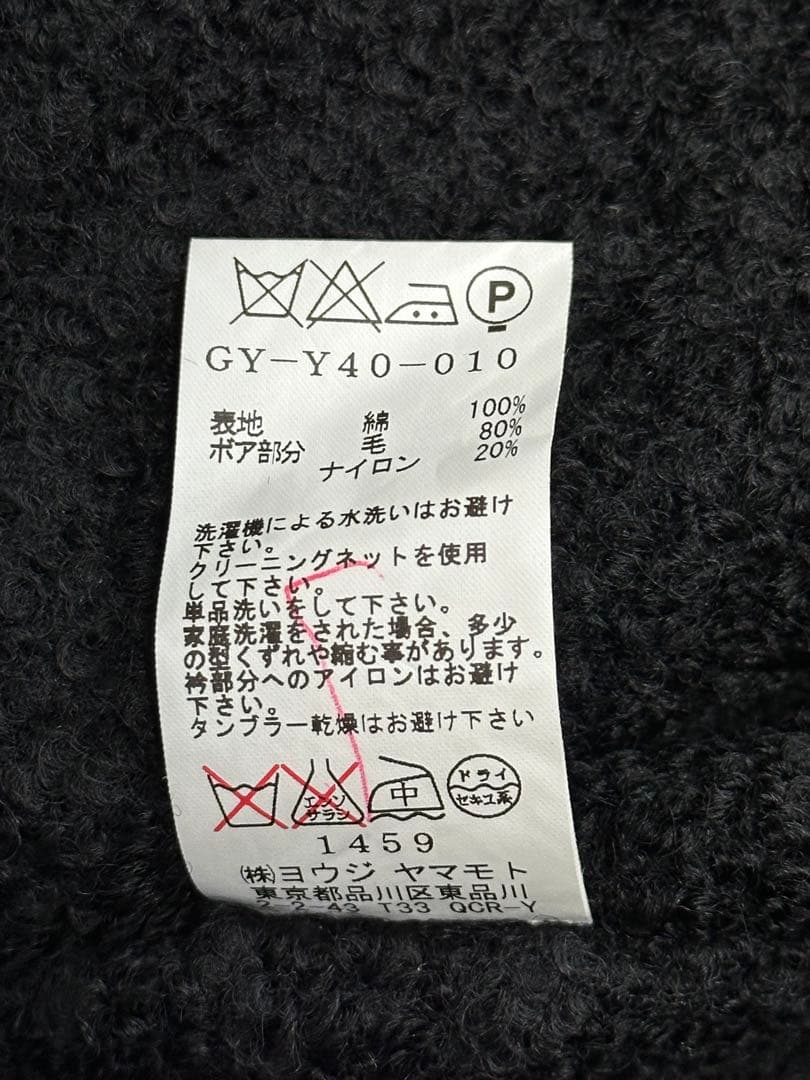 P
GY-Y40-010
表地 綿 100%
ボア部分 毛 80%
ナイロン 20%
洗濯機による水洗いはお避け
下さい。
クリーニングネットを使用
して下さい。
単品洗いをして下さい。
家庭洗濯をされた場合、多少
の型くずれや縮む事があります。
衿部分へのアイロンはお避け
下さい。
タンブラー乾燥はお避け下さい
エンソ サラシ 中 ドライ セキユ系
1459
㈱ヨウジ ヤマモト
東京都品川区東品川
2-2-43 T33 QCR-Y